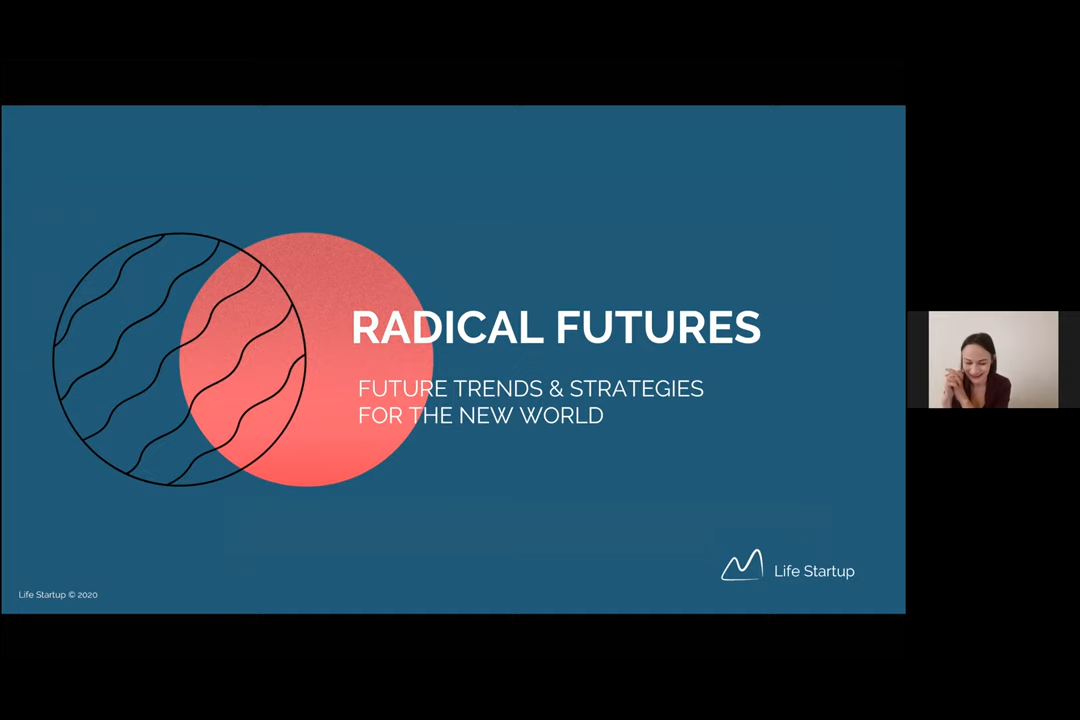 RADICAL FUTURES
FUTURE TRENDS & STRATEGIES
FOR THE NEW WORLD
Life Startup
Life Startup © 2020